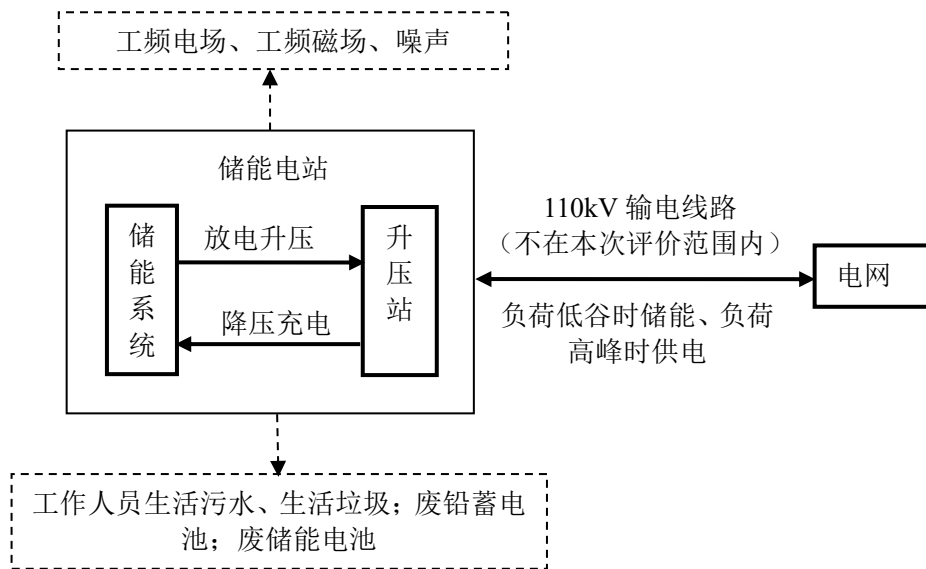 工频电场、工频磁场、噪声
储能电站
储能系统
放电升压
降压充电
升压站
110kV 输电线路
（不在本次评价范围内）
负荷低谷时储能、负荷
高峰时供电
电网
工作人员生活污水、生活垃圾；废铅蓄电
池；废储能电池